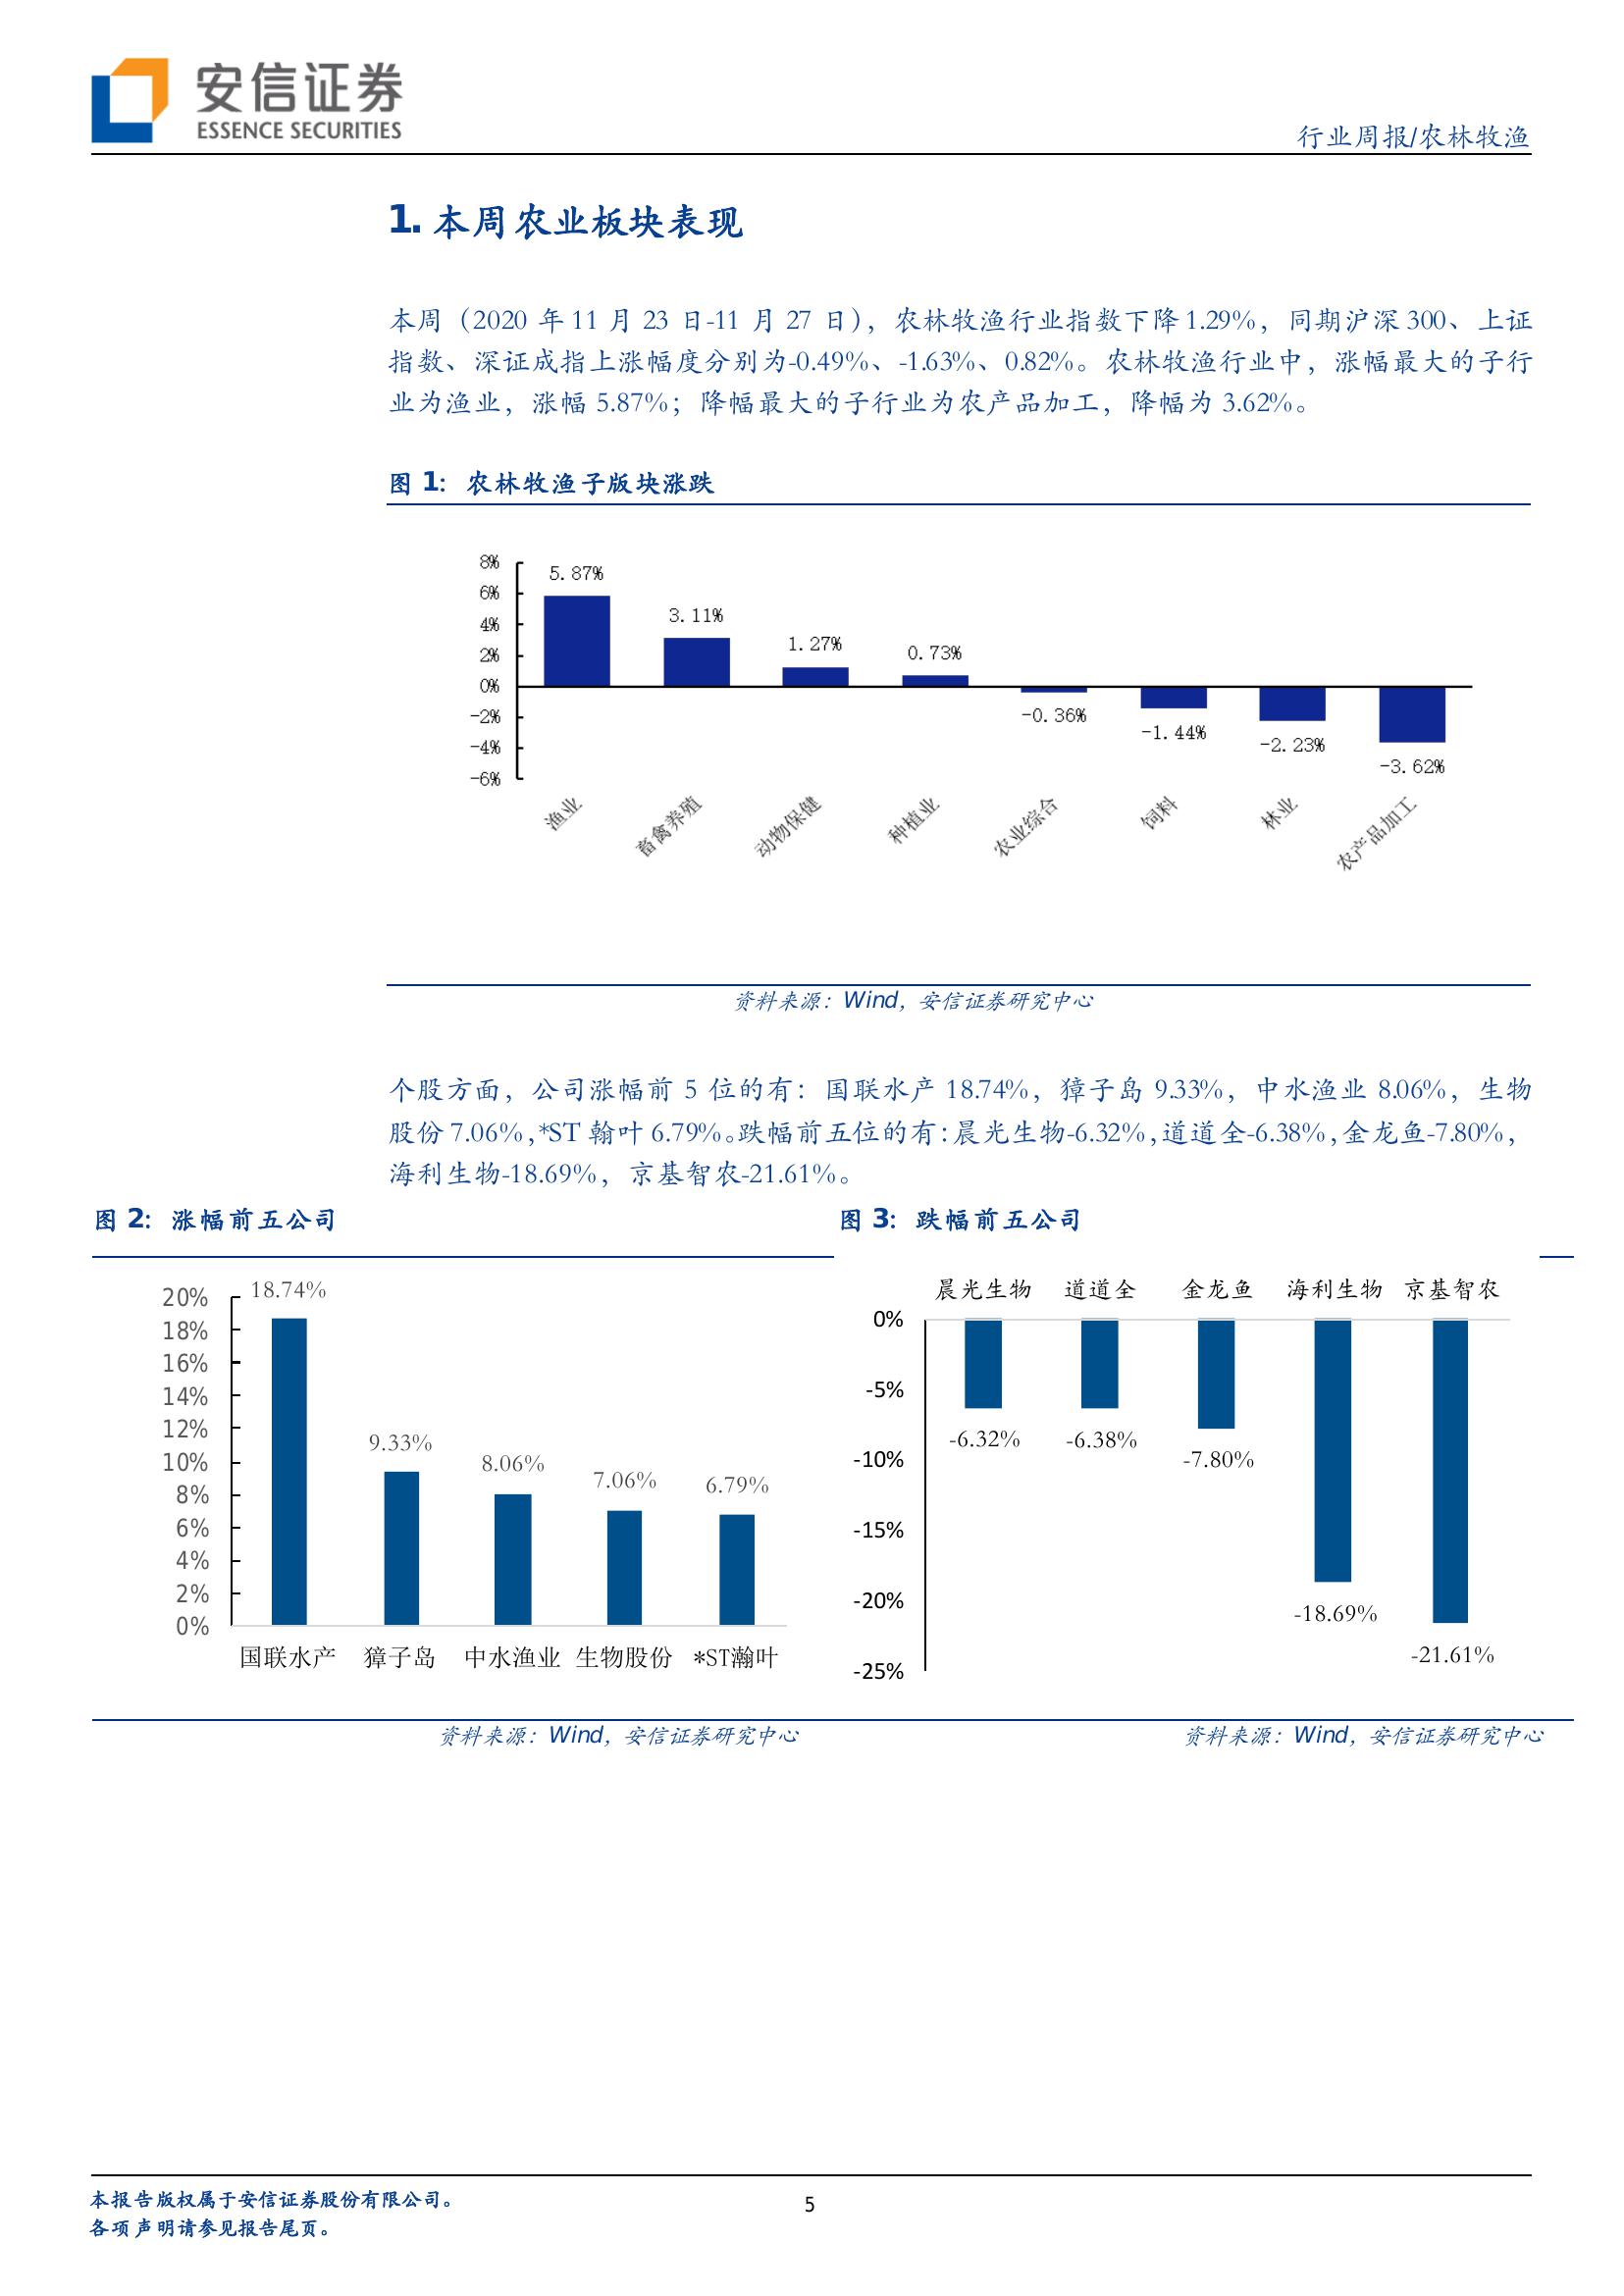 安信证券
ESSENCE SECURITIES
行业周报/农林牧渔
1. 本周农业板块表现
本周（2020 年 11 月 23 日-11 月 27 日），农林牧渔行业指数下降 1.29%，同期沪深 300、上证
指数、深证成指上涨幅度分别为-0.49%、-1.63%、0.82%。农林牧渔行业中，涨幅最大的子行
业为渔业，涨幅 5.87%；降幅最大的子行业为农产品加工，降幅为 3.62%。
图 1：农林牧渔子版块涨跌
8%
6%
4%
2%
0%
-2%
-4%
-6%
5.87%
3.11%
1.27%
0.73%
-0.36%
-1.44%
-2.23%
-3.62%
渔业
畜禽养殖
动物保健
种植业
农业综合
饲料
林业
农产品加工
资料来源：Wind，安信证券研究中心
个股方面，公司涨幅前 5 位的有：国联水产 18.74%，獐子岛 9.33%，中水渔业 8.06%，生物
股份 7.06%，*ST 瀚叶 6.79%。跌幅前五位的有：晨光生物-6.32%，道道全-6.38%，金龙鱼-7.80%，
海利生物-18.69%，京基智农-21.61%。
图 2：涨幅前五公司
20%
18%
16%
14%
12%
10%
8%
6%
4%
2%
0%
18.74%
9.33%
8.06%
7.06%
6.79%
国联水产 獐子岛 中水渔业 生物股份 *ST瀚叶
资料来源：Wind，安信证券研究中心
图 3：跌幅前五公司
晨光生物 道道全 金龙鱼 海利生物 京基智农
0%
-5%
-10%
-15%
-20%
-25%
-6.32%
-6.38%
-7.80%
-18.69%
-21.61%
资料来源：Wind，安信证券研究中心
本报告版权属于安信证券股份有限公司。
各项声明请参见报告尾页。
5